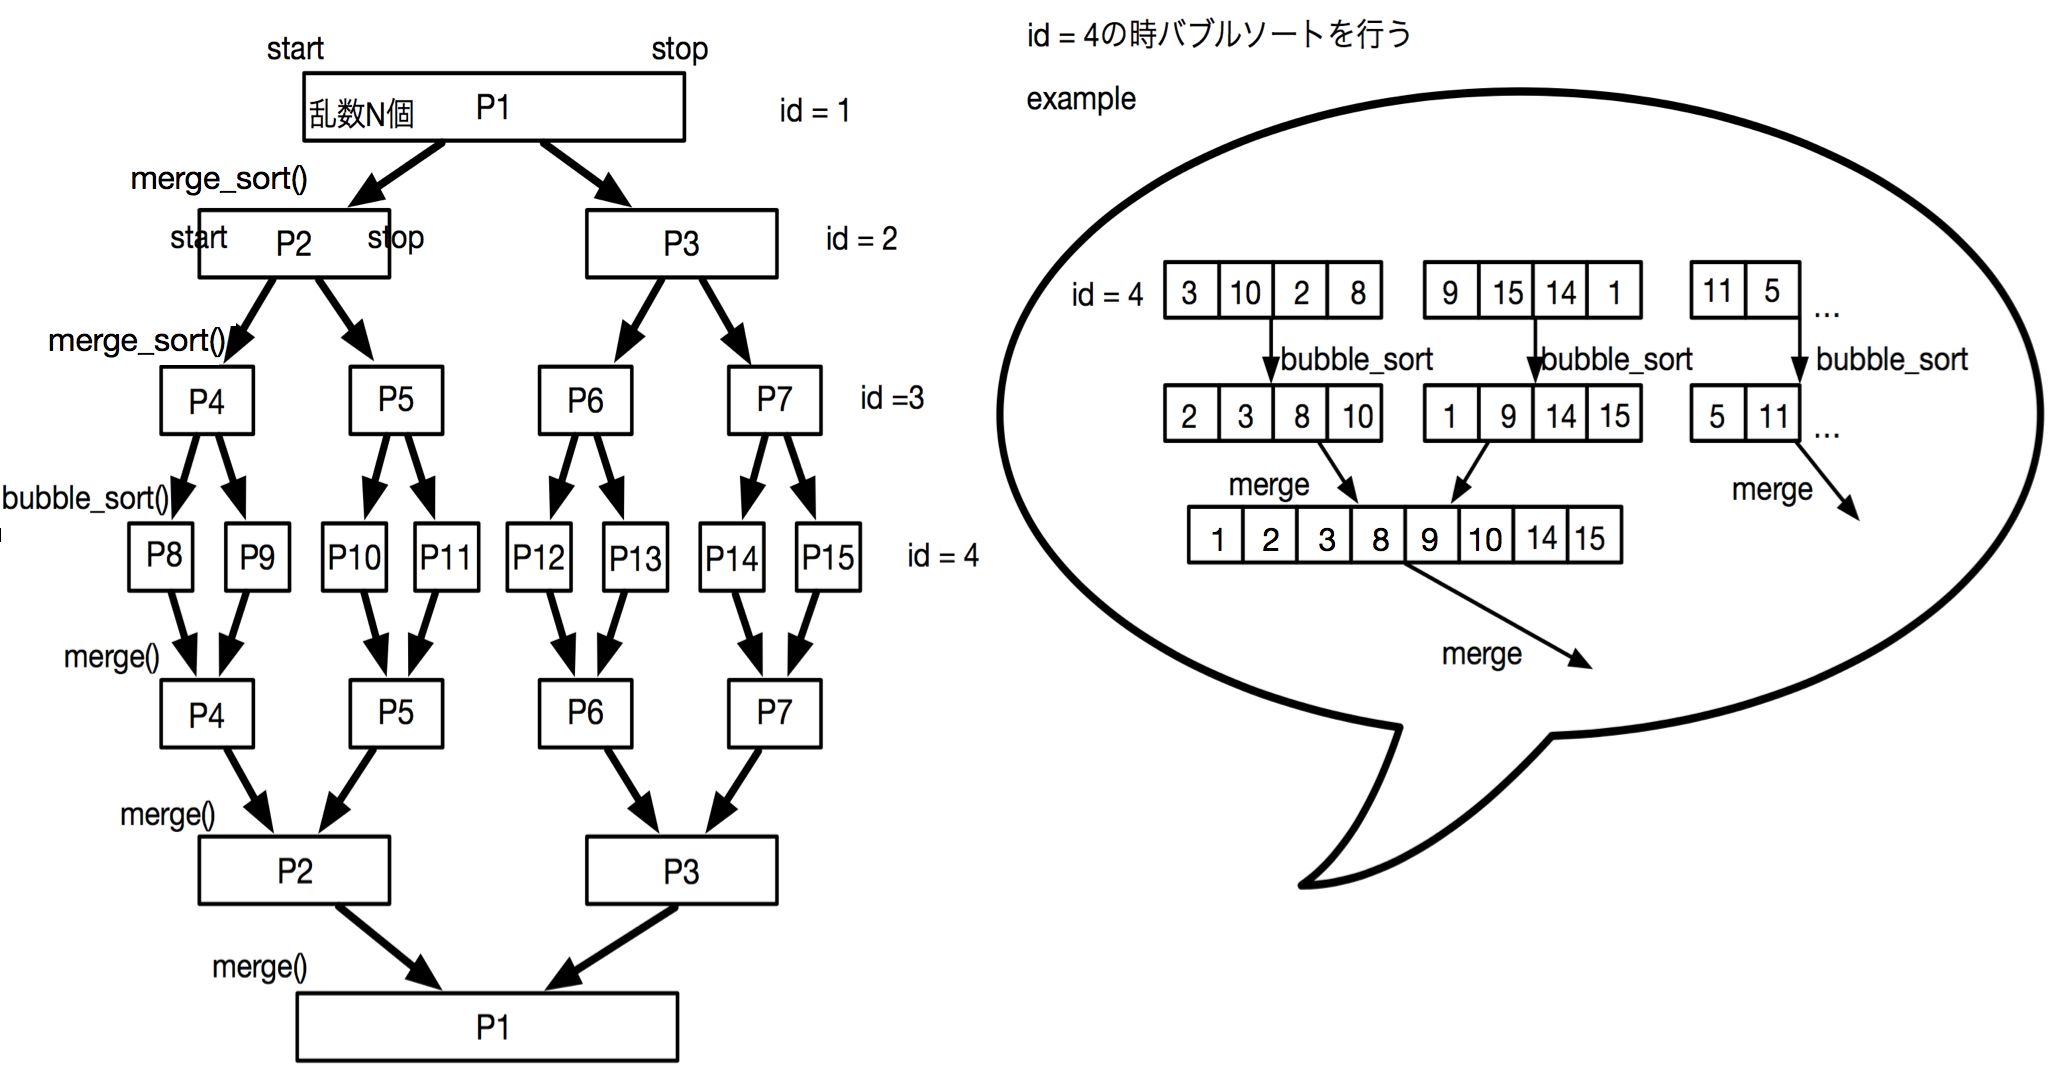 start stop
乱数N個 P1 id = 1
merge_sort()
start P2 stop P3 id = 2
merge_sort()
P4 P5 P6 P7 id =3
bubble_sort()
P8 P9 P10 P11 P12 P13 P14 P15 id = 4
merge()
P4 P5 P6 P7
merge()
P2 P3
merge()
P1
id = 4の時バブルソートを行う
example
id = 4 3 10 2 8 9 15 14 1 11 5 ...
bubble_sort bubble_sort bubble_sort
2 3 8 10 1 9 14 15 5 11 ...
merge merge
1 2 3 8 9 10 14 15
merge